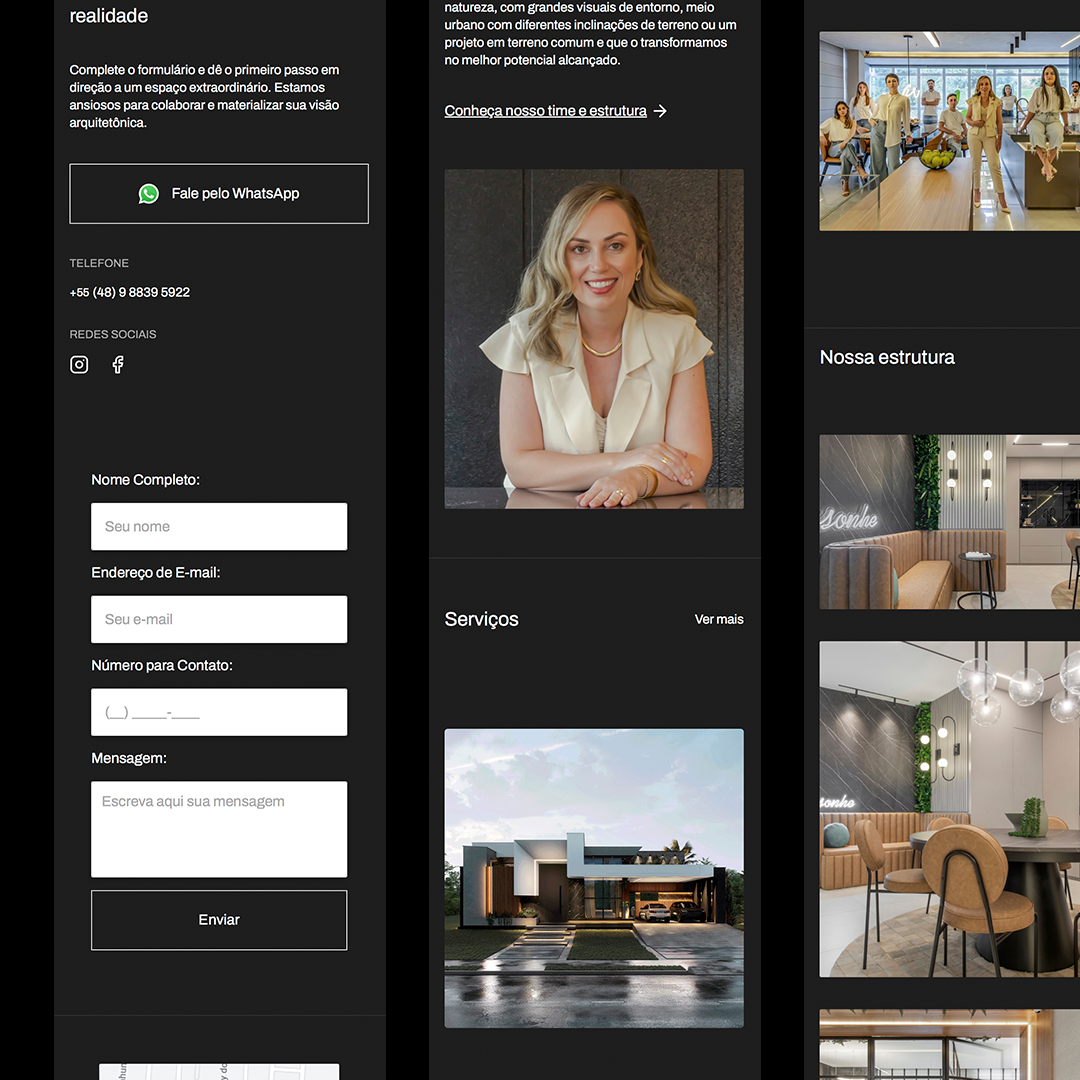 realidade
Complete o formulário e dê o primeiro passo em
direção a um espaço extraordinário. Estamos
ansiosos para colaborar e materializar sua visão
arquitetônica.
Fale pelo WhatsApp
TELEFONE
+55 (48) 9 8839 5922
REDES SOCIAIS
Nome Completo:
Seu nome
Endereço de E-mail:
Seu e-mail
Número para Contato:
(__) _____-____
Mensagem:
Escreva aqui sua mensagem
Enviar
natureza, com grandes visuais de entorno, meio
urbano com diferentes inclinações de terreno ou um
projeto em terreno comum e que o transformamos
no melhor potencial alcançado.
Conheça nosso time e estrutura
Serviços
Ver mais
Nossa estrutura
sonhe
sonhe